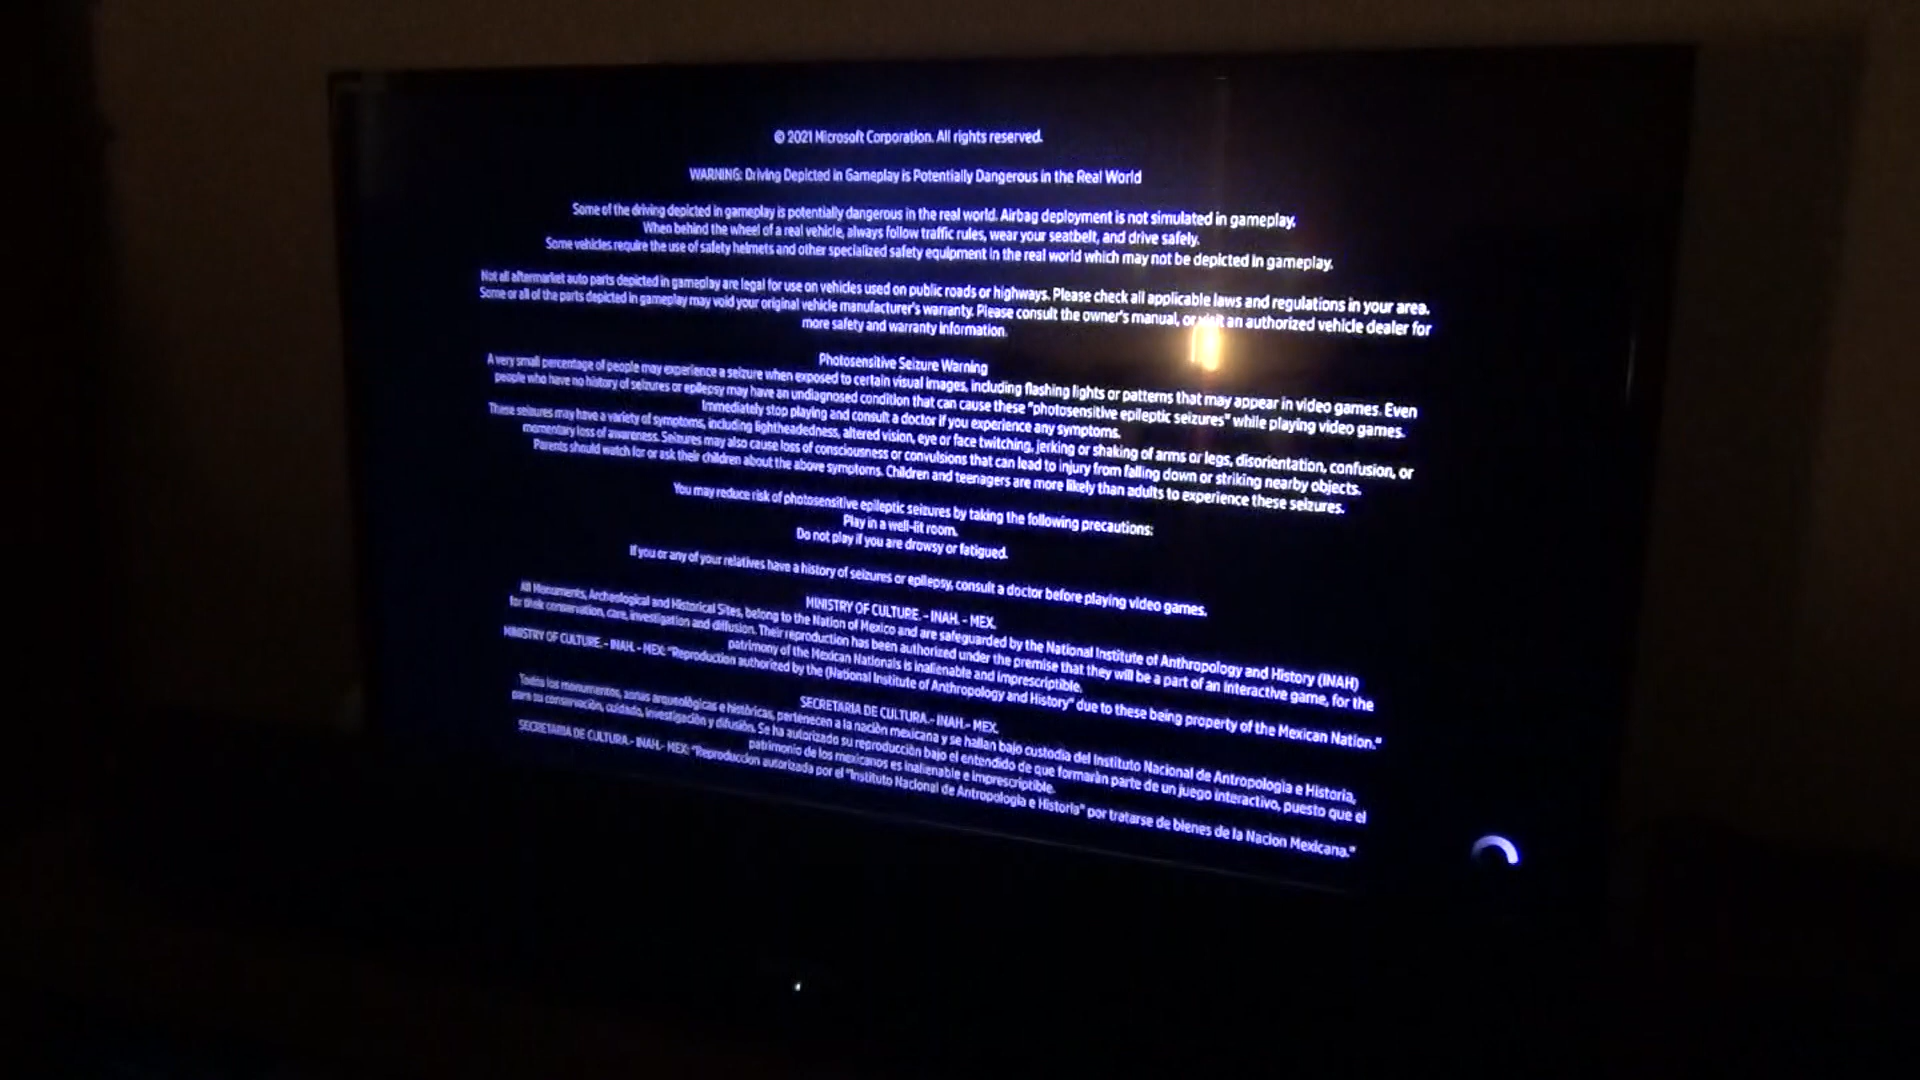 © 2021 Microsoft Corporation. All rights reserved.
WARNING: Driving Depicted in Gameplay is Potentially Dangerous in the Real World
Some of the driving depicted in gameplay is potentially dangerous in the real world. Airbag deployment is not simulated in gameplay.
When behind the wheel of a real vehicle, always follow traffic rules, wear your seatbelt, and drive safely.
Some vehicles require the use of safety helmets and other specialized safety equipment in the real world which may not be depicted in gameplay.
Not all aftermarket auto parts depicted in gameplay are legal for use on vehicles used on public roads or highways. Please check all applicable laws and regulations in your area.
Some or all of the parts depicted in gameplay may void your original vehicle manufacturer's warranty. Please consult the owner's manual, or visit an authorized vehicle dealer for
more safety and warranty information.
Photosensitive Seizure Warning
A very small percentage of people may experience a seizure when exposed to certain visual images, including flashing lights or patterns that may appear in video games. Even
people who have no history of seizures or epilepsy may have an undiagnosed condition that can cause these "photosensitive epileptic seizures" while playing video games.
Immediately stop playing and consult a doctor if you experience any symptoms.
These seizures may have a variety of symptoms, including lightheadedness, altered vision, eye or face twitching, jerking or shaking of arms or legs, disorientation, confusion, or
momentary loss of awareness. Seizures may also cause loss of consciousness or convulsions that can lead to injury from falling down or striking nearby objects.
Parents should watch for or ask their children about the above symptoms. Children and teenagers are more likely than adults to experience these seizures.
You may reduce risk of photosensitive epileptic seizures by taking the following precautions:
Play in a well-lit room.
Do not play if you are drowsy or fatigued.
If you or any of your relatives have a history of seizures or epilepsy, consult a doctor before playing video games.
MINISTRY OF CULTURE. - INAH. - MEX.
All Monuments, Archeological and Historical Sites, belong to the Nation of Mexico and are safeguarded by the National Institute of Anthropology and History (INAH)
for their conservation, care, investigation and diffusion. Their reproduction has been authorized under the premise that they will be a part of an interactive game, for the
patrimony of the Mexican Nationals is inalienable and imprescriptible.
MINISTRY OF CULTURE. - INAH. - MEX: "Reproduction authorized by the (National Institute of Anthropology and History" due to these being property of the Mexican Nation."
SECRETARIA DE CULTURA.- INAH.- MEX.
Todos los monumentos, zonas arqueológicas e históricas, pertenecen a la nación mexicana y se hallan bajo custodia del Instituto Nacional de Antropología e Historia,
para su conservación, cuidado, investigación y difusión. Se ha autorizado su reproducción bajo el entendido de que formarán parte de un juego interactivo, puesto que el
patrimonio de los mexicanos es inalienable e imprescriptible.
SECRETARIA DE CULTURA.- INAH.- MEX: "Reproduccion autorizada por el "Instituto Nacional de Antropología e Historia" por tratarse de bienes de la Nacion Mexicana."